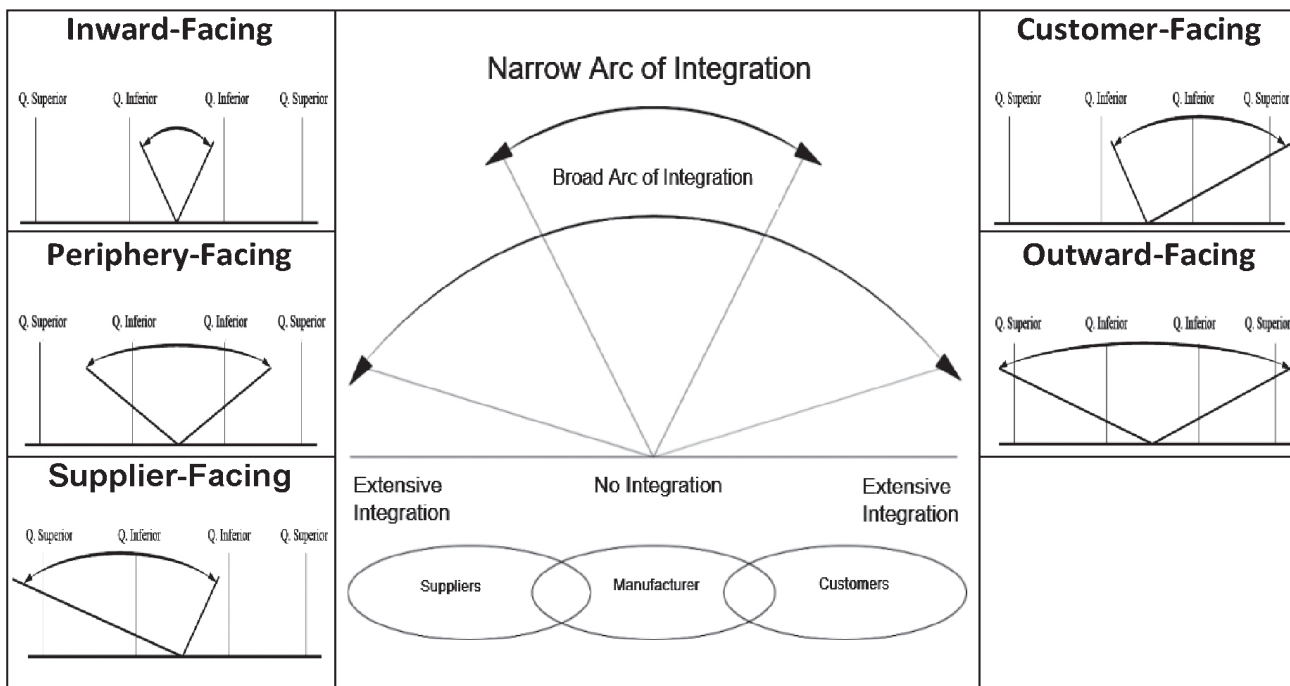 Inward-Facing
Q. Superior Q. Inferior Q. Inferior Q. Superior
Periphery-Facing
Q. Superior Q. Inferior Q. Inferior Q. Superior
Supplier-Facing
Q. Superior Q. Inferior Q. Inferior Q. Superior
Narrow Arc of Integration
Broad Arc of Integration
Extensive
Integration
No Integration
Extensive
Integration
Suppliers
Manufacturer
Customers
Customer-Facing
Q. Superior Q. Inferior Q. Inferior Q. Superior
Outward-Facing
Q. Superior Q. Inferior Q. Inferior Q. Superior